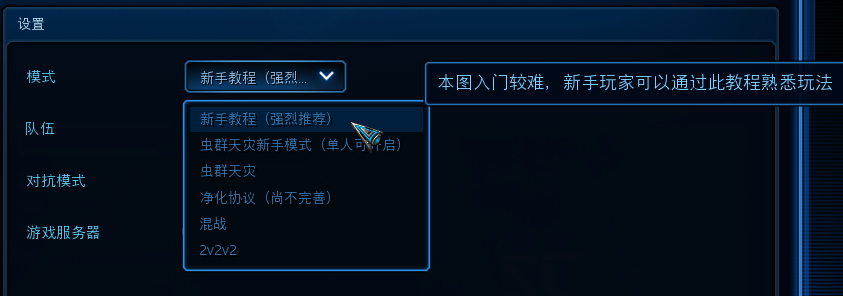 设置
模式
新手教程（强烈...
本图入门较难，新手玩家可以通过此教程熟悉玩法
新手教程（强烈推荐）
队伍
虫群天灾新手模式（单人可开启）
虫群天灾
对抗模式
净化协议（尚不完善）
混战
游戏服务器
2v2v2